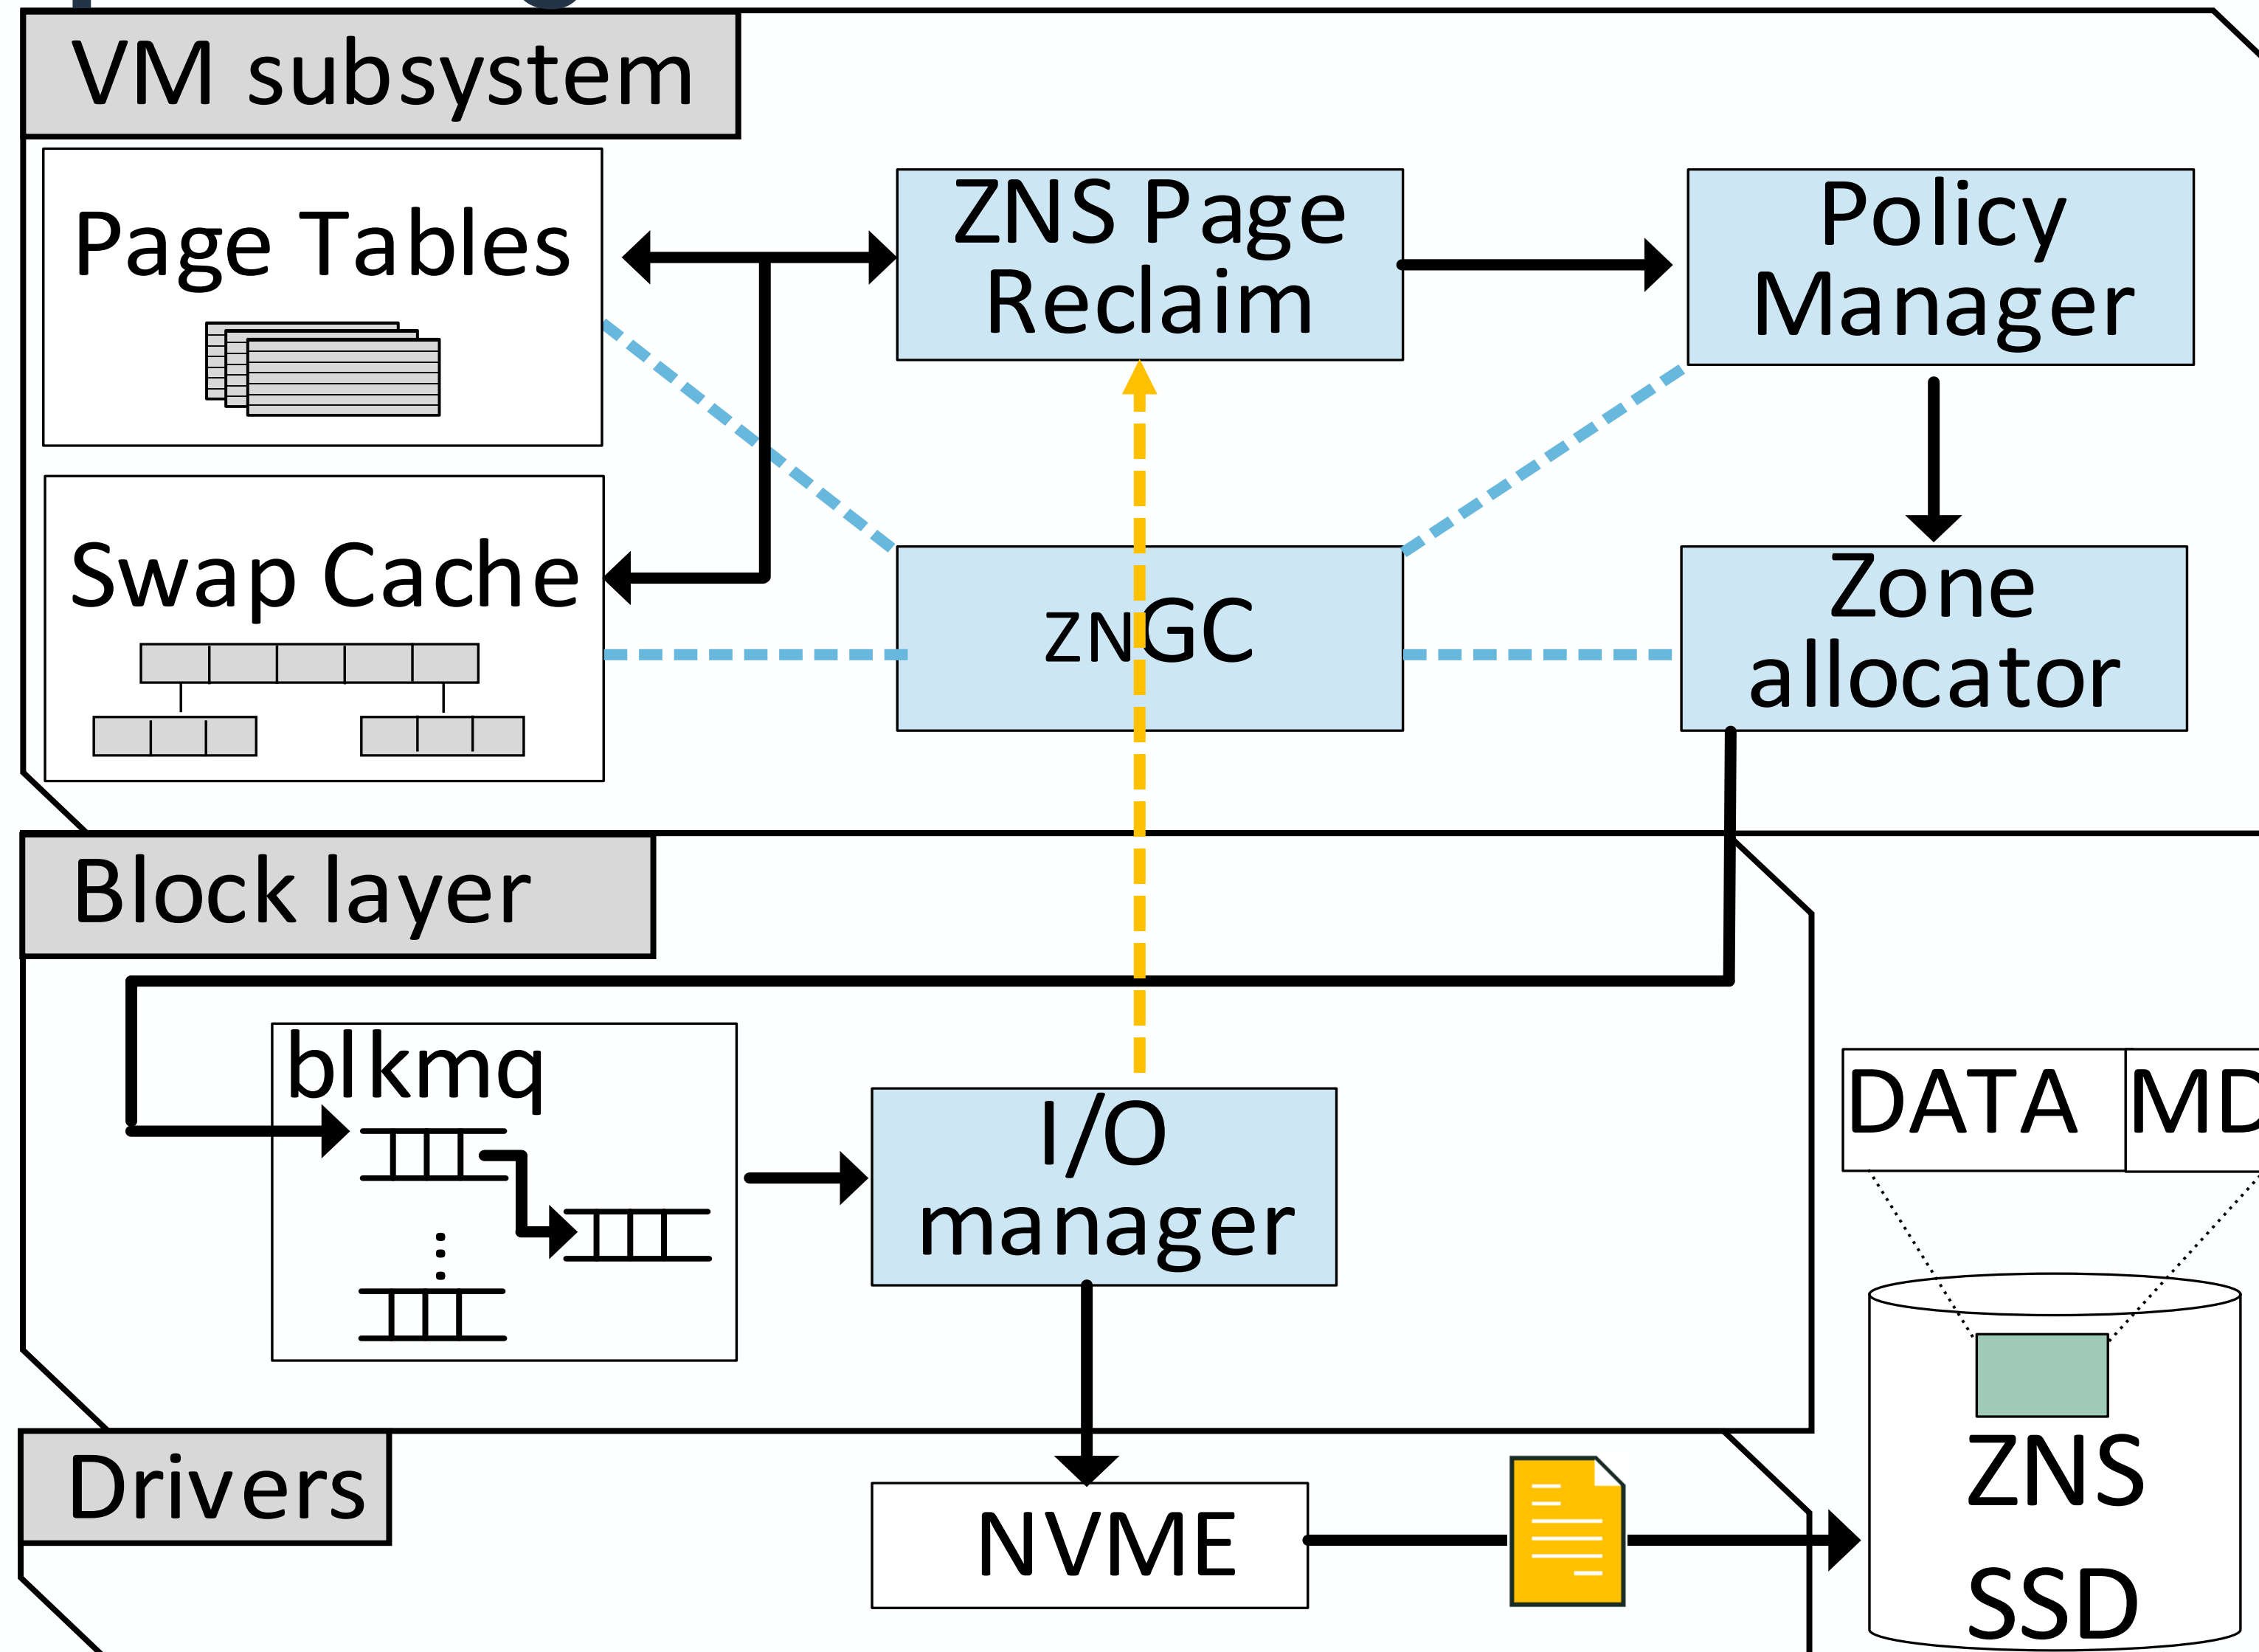 VM subsystem
Page Tables
ZNS Page
Reclaim
Policy
Manager
Swap Cache
ZNGC
Zone
allocator
Block layer
blkmq
I/O
manager
DATA
MD
Drivers
NVME
ZNS
SSD